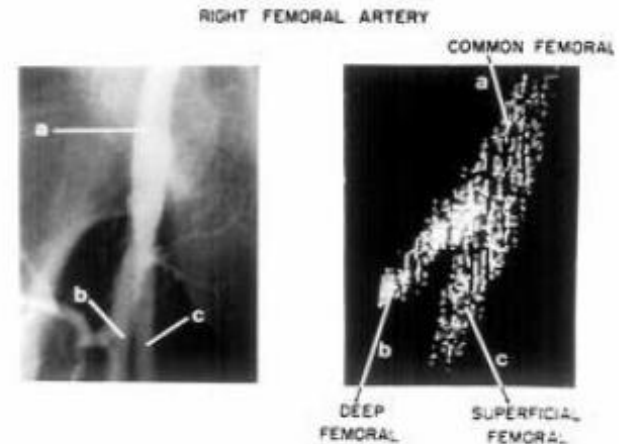 RIGHT FEMORAL ARTERY
COMMON FEMORAL
a
a
b
c
b
c
DEEP
FEMORAL
SUPERFICIAL
FEMORAL